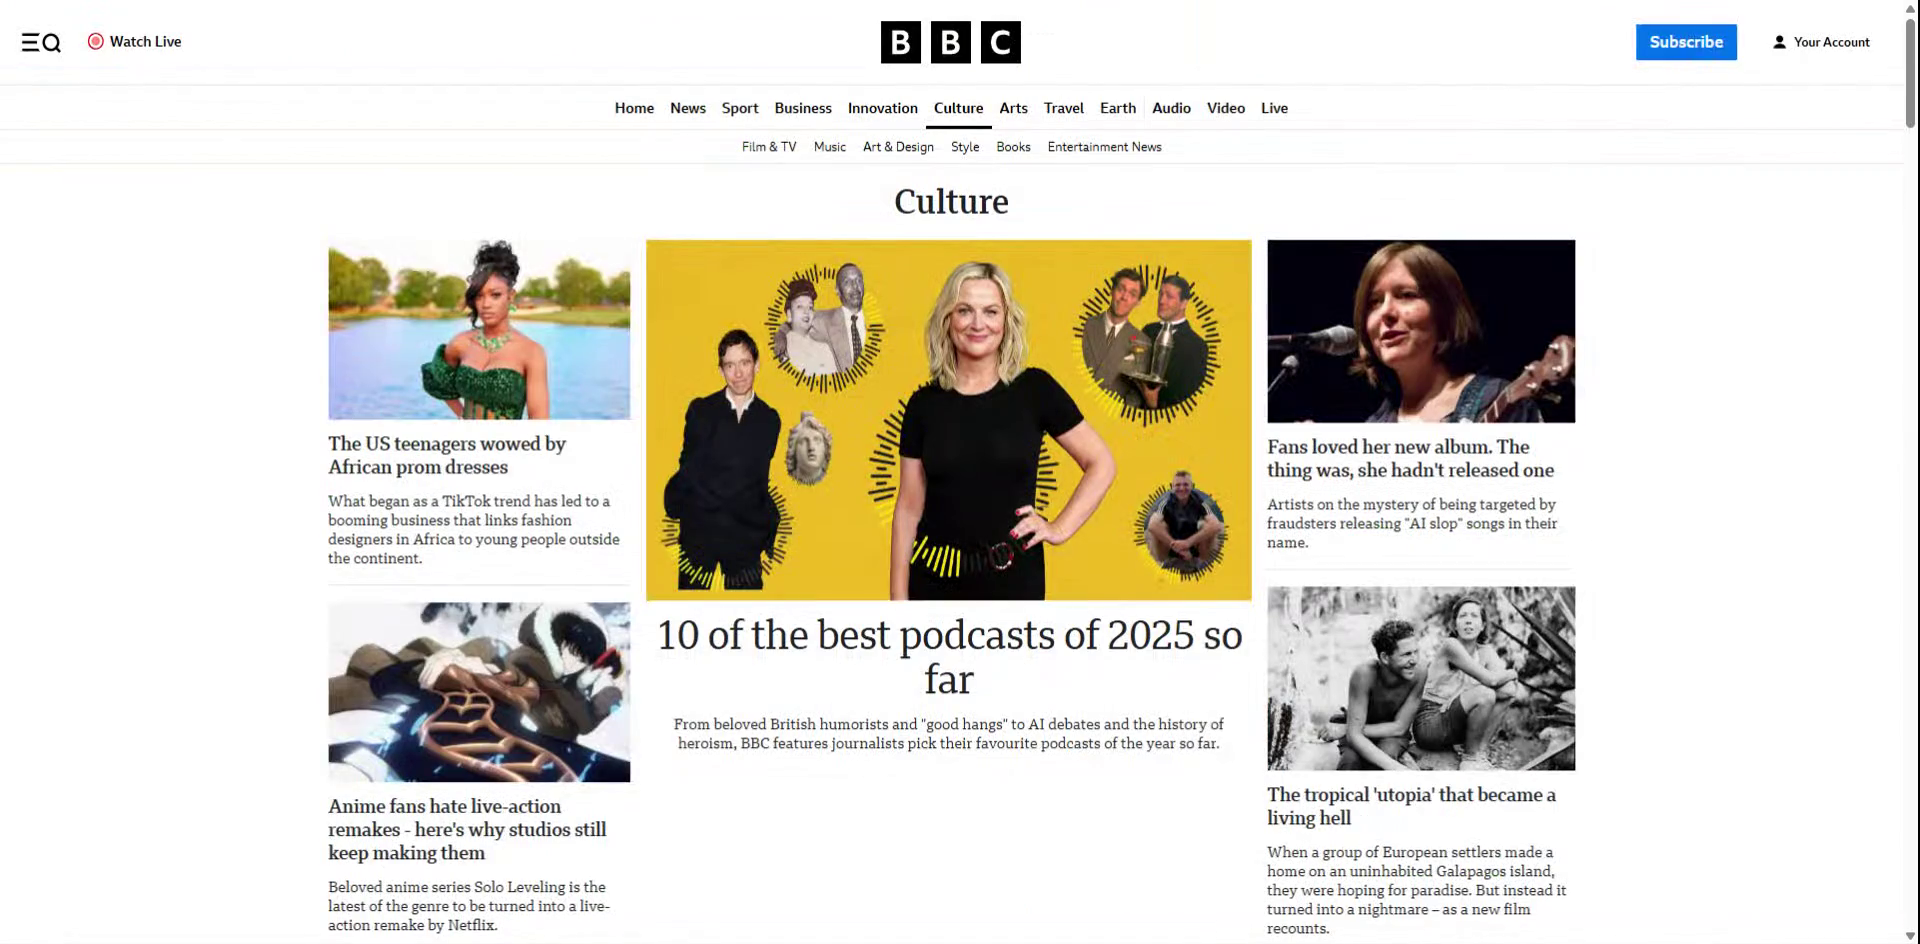 Watch Live
BBC
Subscribe
Your Account
Home News Sport Business Innovation Culture Arts Travel Earth Audio Video Live
Film & TV Music Art & Design Style Books Entertainment News
Culture
The US teenagers wowed by
African prom dresses
What began as a TikTok trend has led to a
booming business that links fashion
designers in Africa to young people outside
the continent.
Anime fans hate live-action
remakes - here's why studios still
keep making them
Beloved anime series Solo Leveling is the
latest of the genre to be turned into a live-
action remake by Netflix.
10 of the best podcasts of 2025 so
far
From beloved British humorists and "good hangs" to AI debates and the history of
heroism, BBC features journalists pick their favourite podcasts of the year so far.
Fans loved her new album. The
thing was, she hadn't released one
Artists on the mystery of being targeted by
fraudsters releasing "AI slop" songs in their
name.
The tropical 'utopia' that became a
living hell
When a group of European settlers made a
home on an uninhabited Galapagos island,
they were hoping for paradise. But instead it
turned into a nightmare – as a new film
recounts.